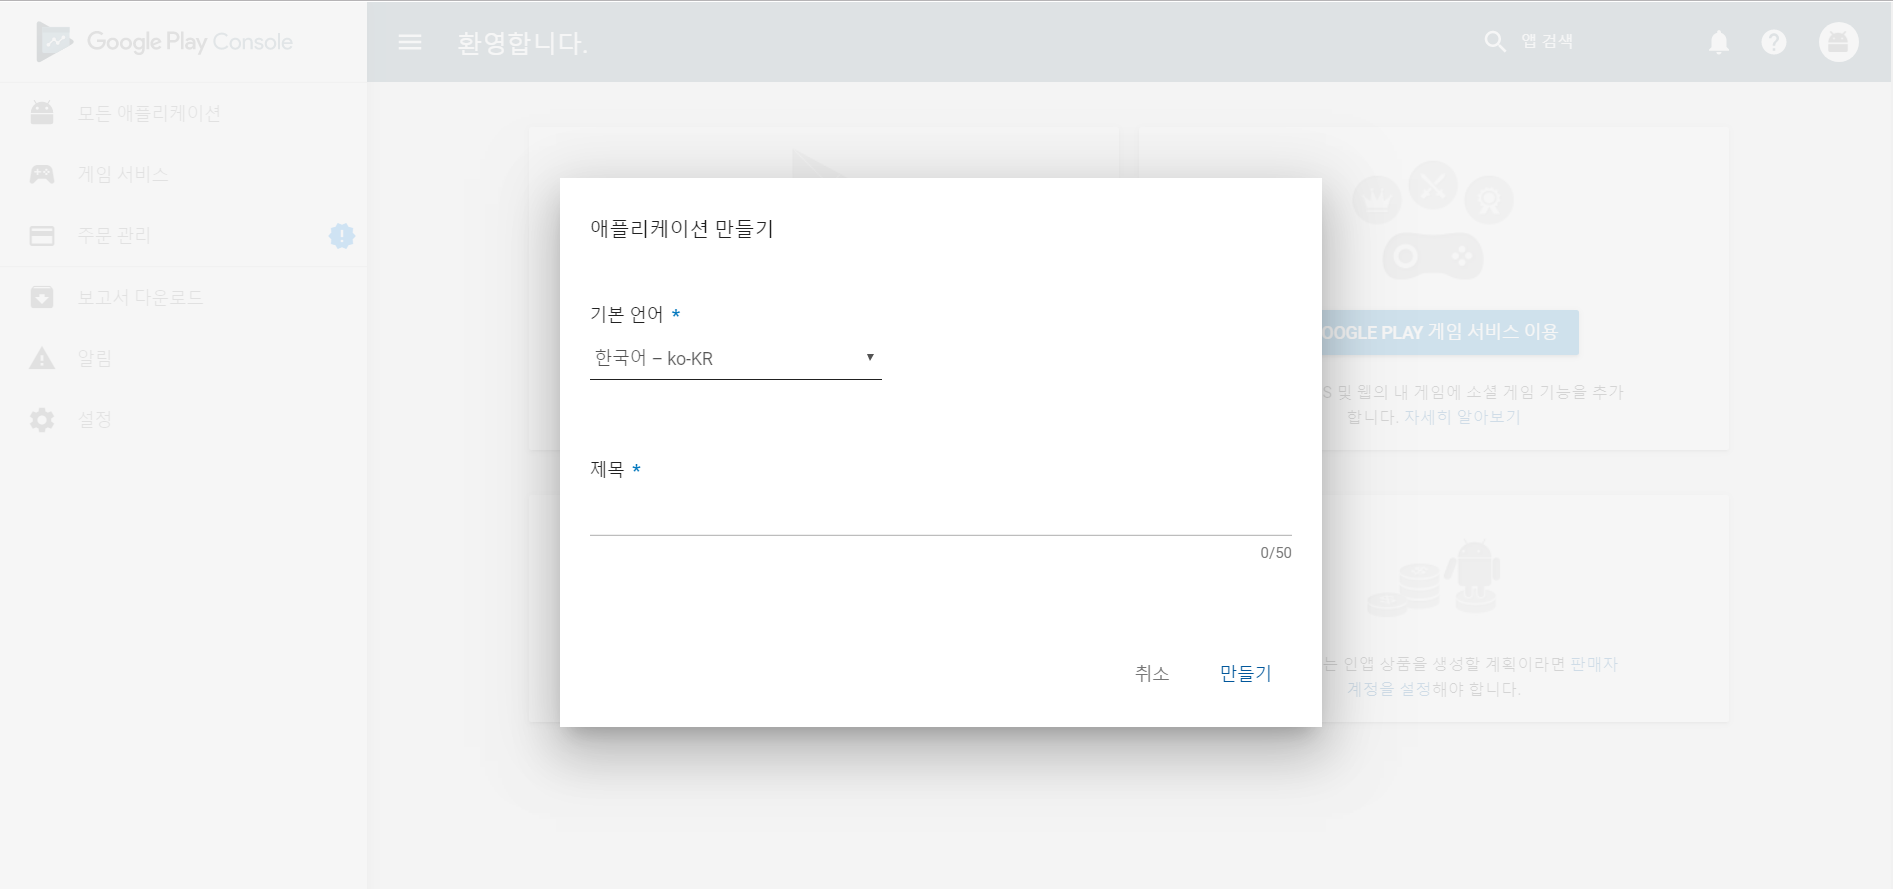 Google Play Console
환영합니다.
앱 검색
모든 애플리케이션
게임 서비스
주문 관리
보고서 다운로드
알림
설정
애플리케이션 만들기
기본 언어 *
한국어 – ko-KR
제목 *
0/50
취소
만들기
OOGLE PLAY 게임 서비스 이용
S 및 웹의 내 게임에 소셜 게임 기능을 추가
합니다. 자세히 알아보기
는 인앱 상품을 생성할 계획이라면 판매자
계정을 설정해야 합니다.